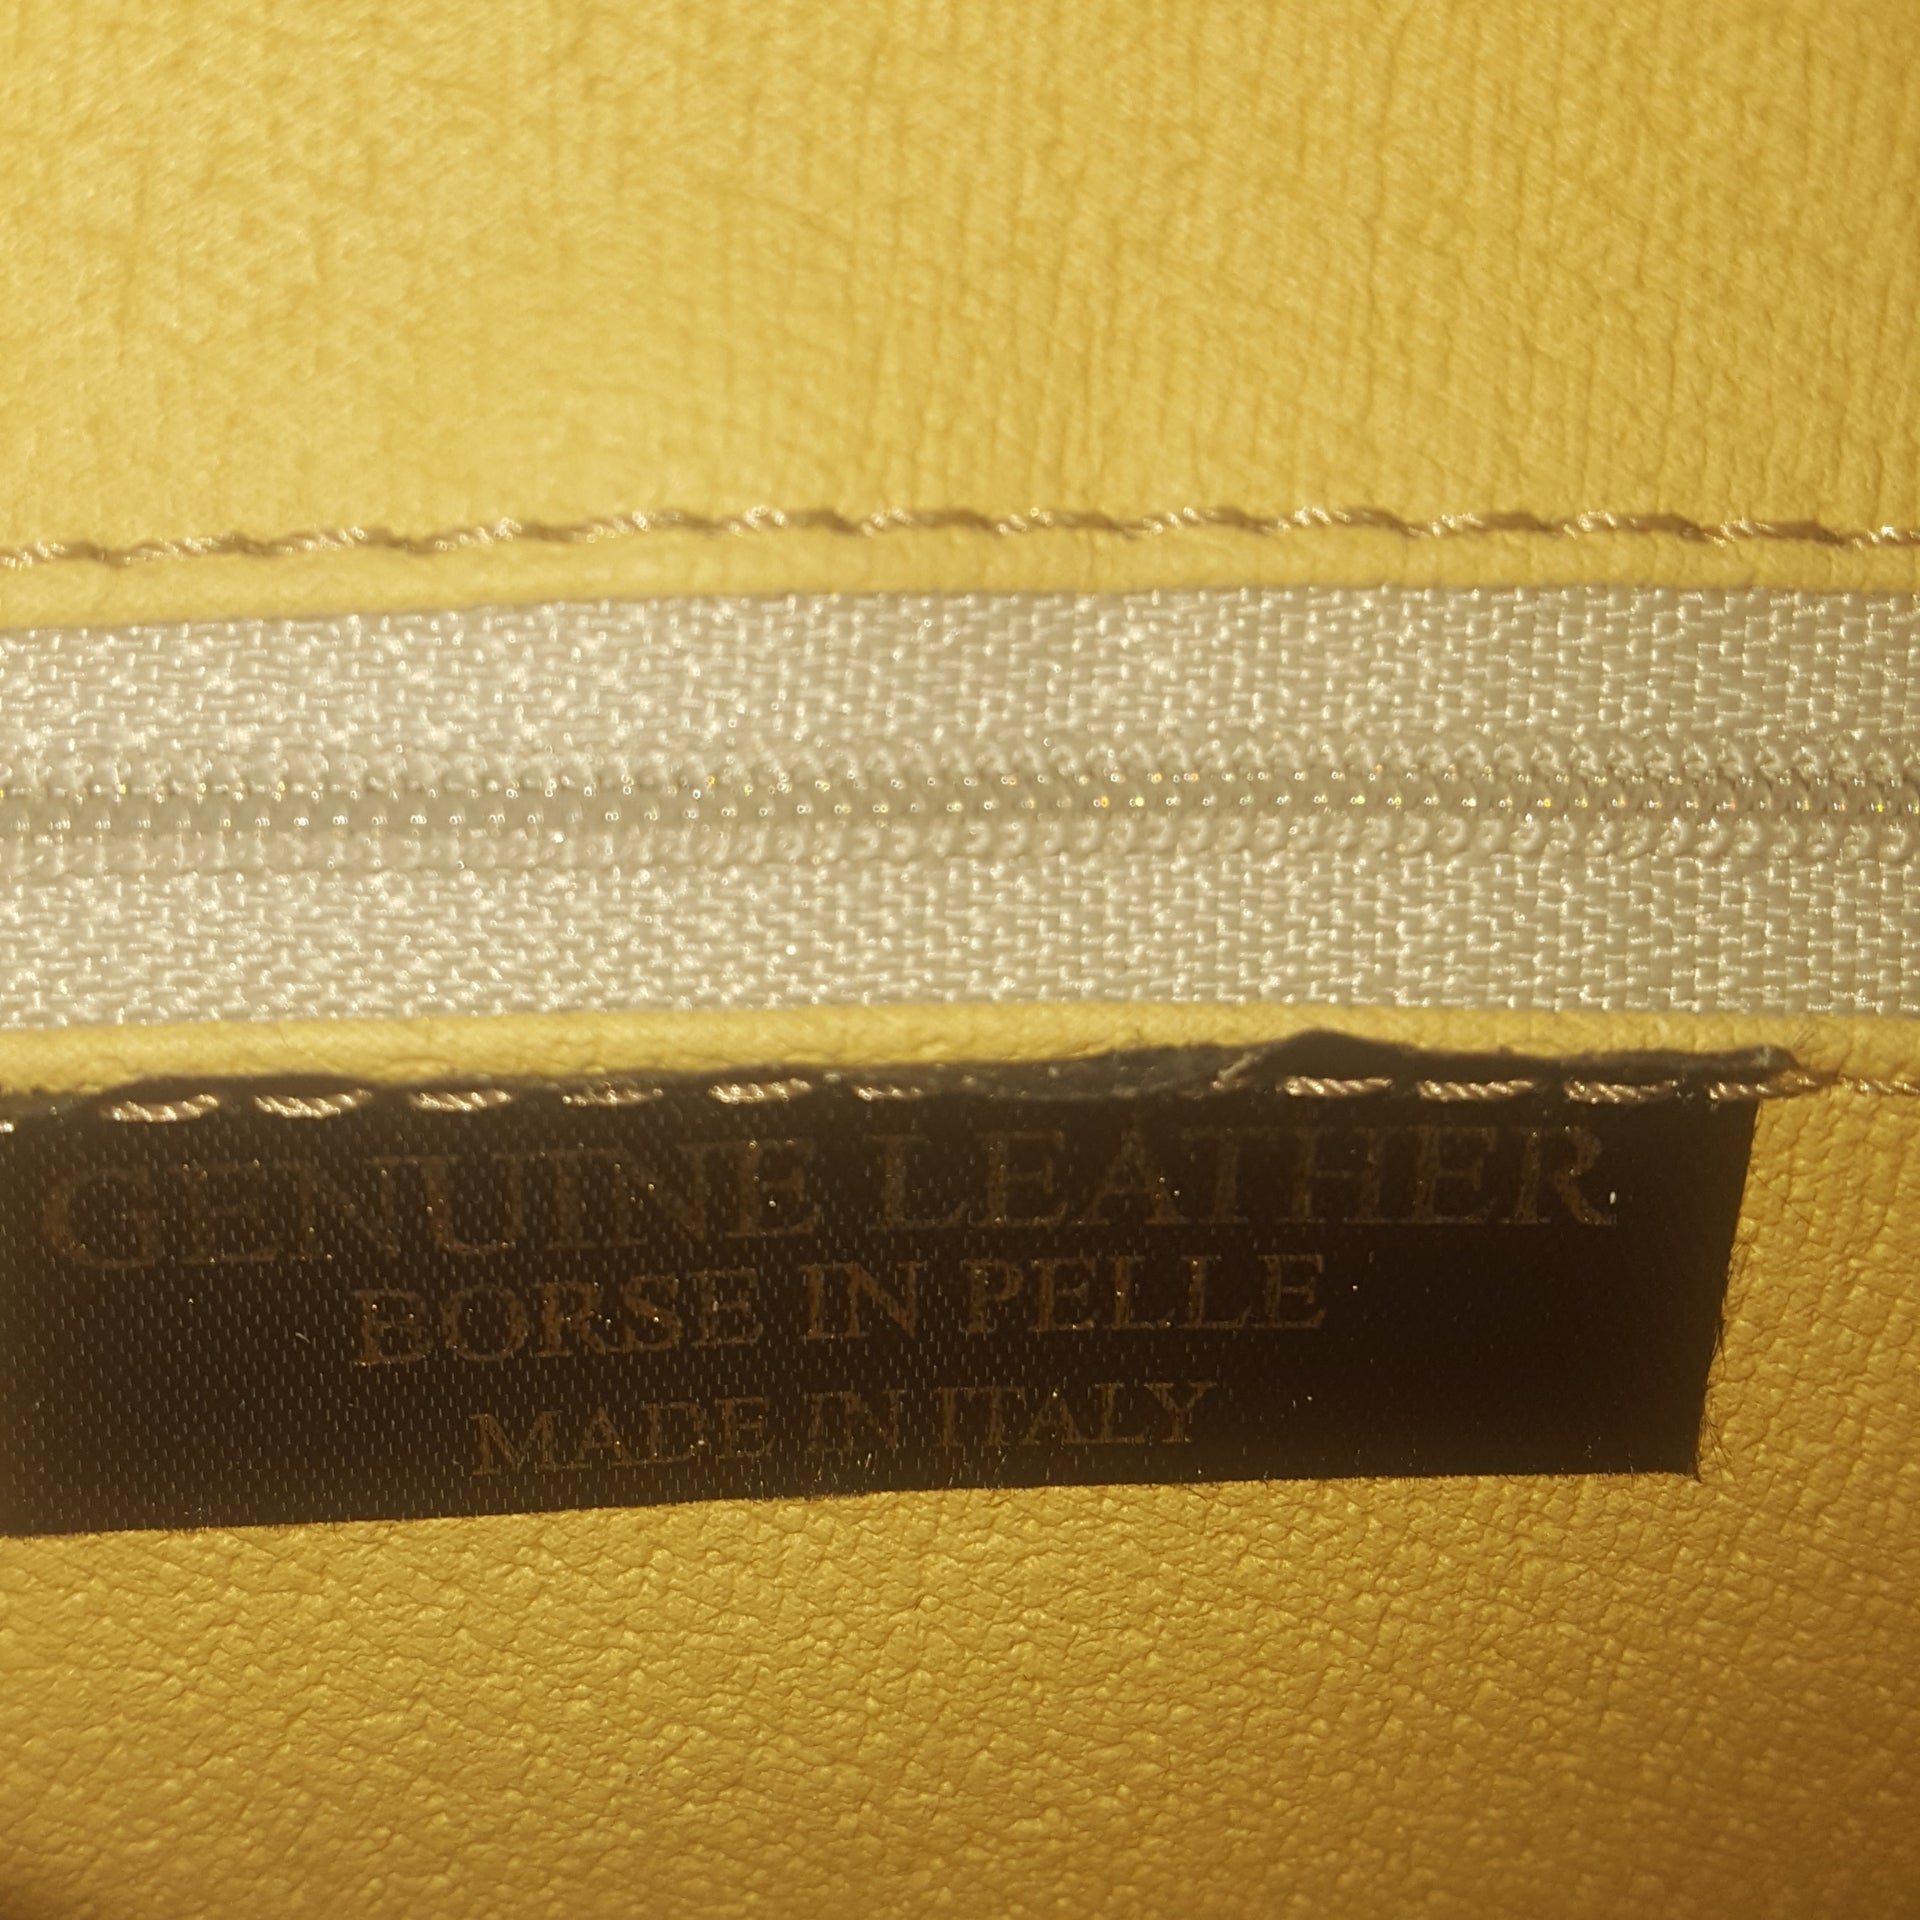 GENUINE LEATHER
BORSE IN PELLE
MADE IN ITALY